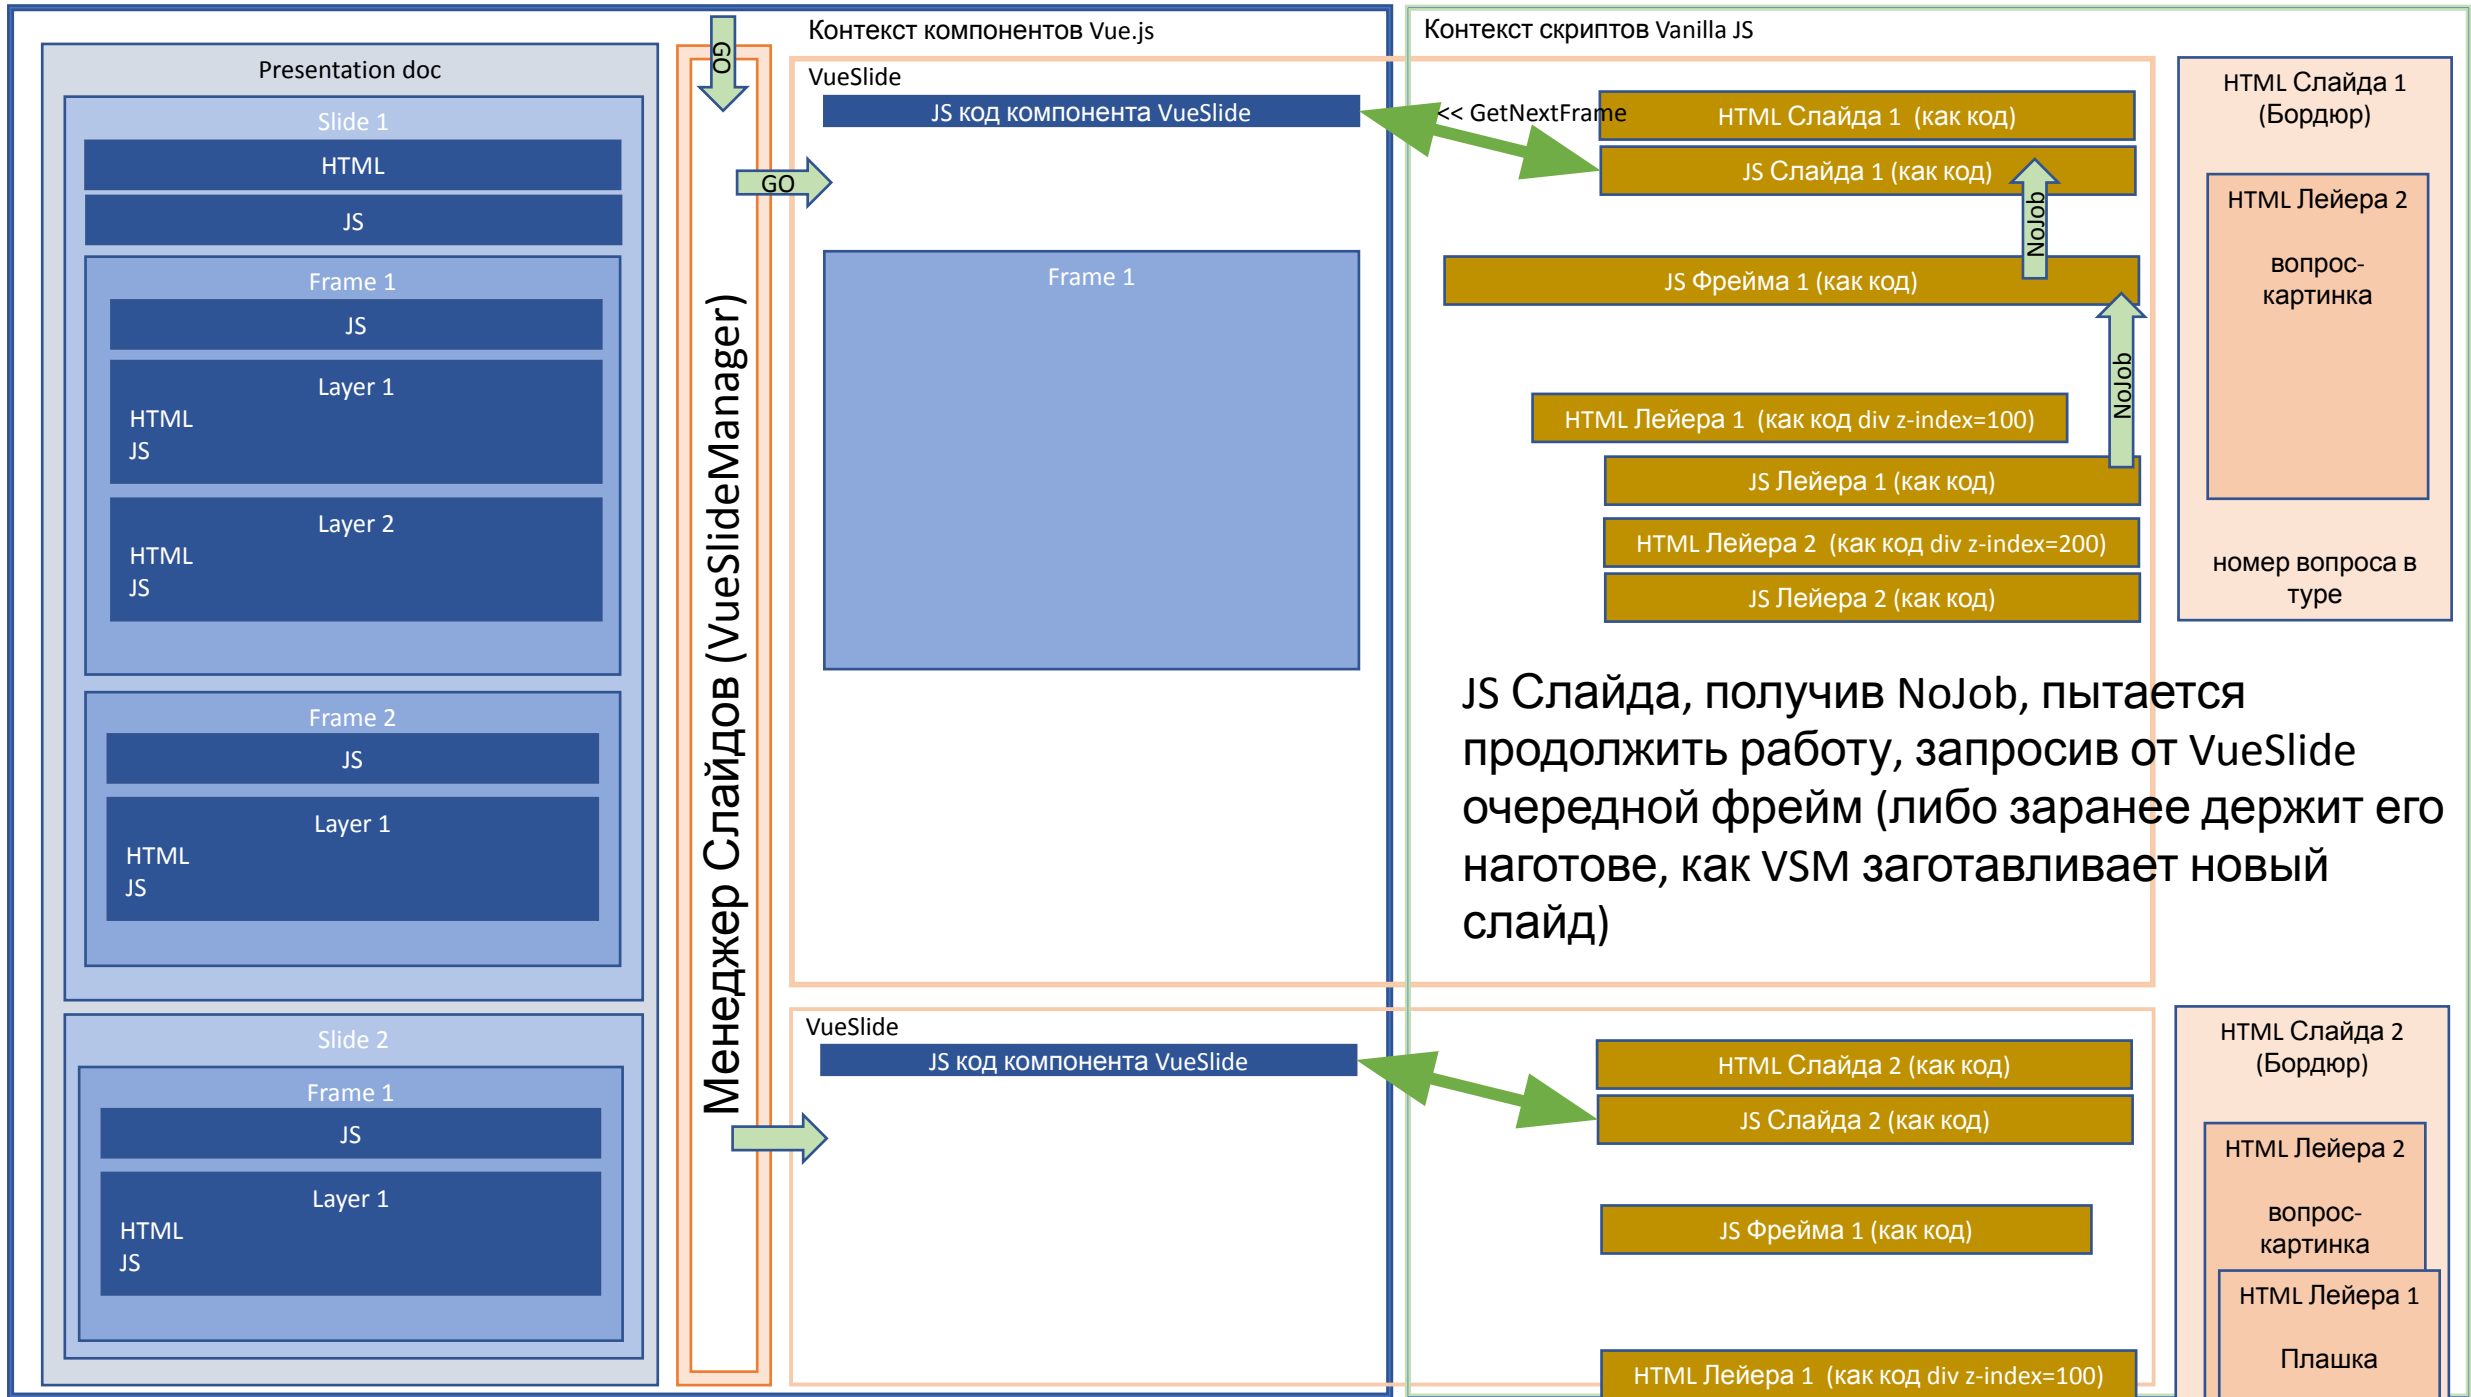 Контекст компонентов Vue.js
Контекст скриптов Vanilla JS
Presentation doc
Slide 1
HTML
JS
Frame 1
JS
Layer 1
HTML
JS
Layer 2
HTML
JS
Frame 2
JS
Layer 1
HTML
JS
Slide 2
Frame 1
JS
Layer 1
HTML
JS
GO
Менеджер Слайдов (VueSlideManager)
GO
VueSlide
JS код компонента VueSlide
Frame 1
<< GetNextFrame
HTML Слайда 1 (как код)
JS Слайда 1 (как код)
NoJob
JS Фрейма 1 (как код)
NoJob
HTML Лейера 1 (как код div z-index=100)
JS Лейера 1 (как код)
HTML Лейера 2 (как код div z-index=200)
JS Лейера 2 (как код)
JS Слайда, получив NoJob, пытается
продолжить работу, запросив от VueSlide
очередной фрейм (либо заранее держит его
наготове, как VSM заготавливает новый
слайд)
HTML Слайда 1
(Бордюр)
HTML Лейера 2
вопрос-
картинка
номер вопроса в
туре
VueSlide
JS код компонента VueSlide
HTML Слайда 2 (как код)
JS Слайда 2 (как код)
JS Фрейма 1 (как код)
HTML Лейера 1 (как код div z-index=100)
HTML Слайда 2
(Бордюр)
HTML Лейера 2
вопрос-
картинка
HTML Лейера 1
Плашка